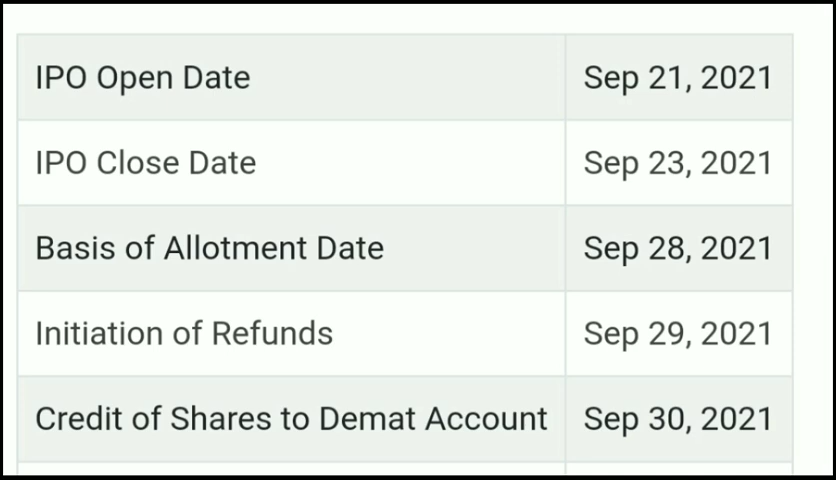 IPO Open Date Sep 21, 2021
IPO Close Date Sep 23, 2021
Basis of Allotment Date Sep 28, 2021
Initiation of Refunds Sep 29, 2021
Credit of Shares to Demat Account Sep 30, 2021